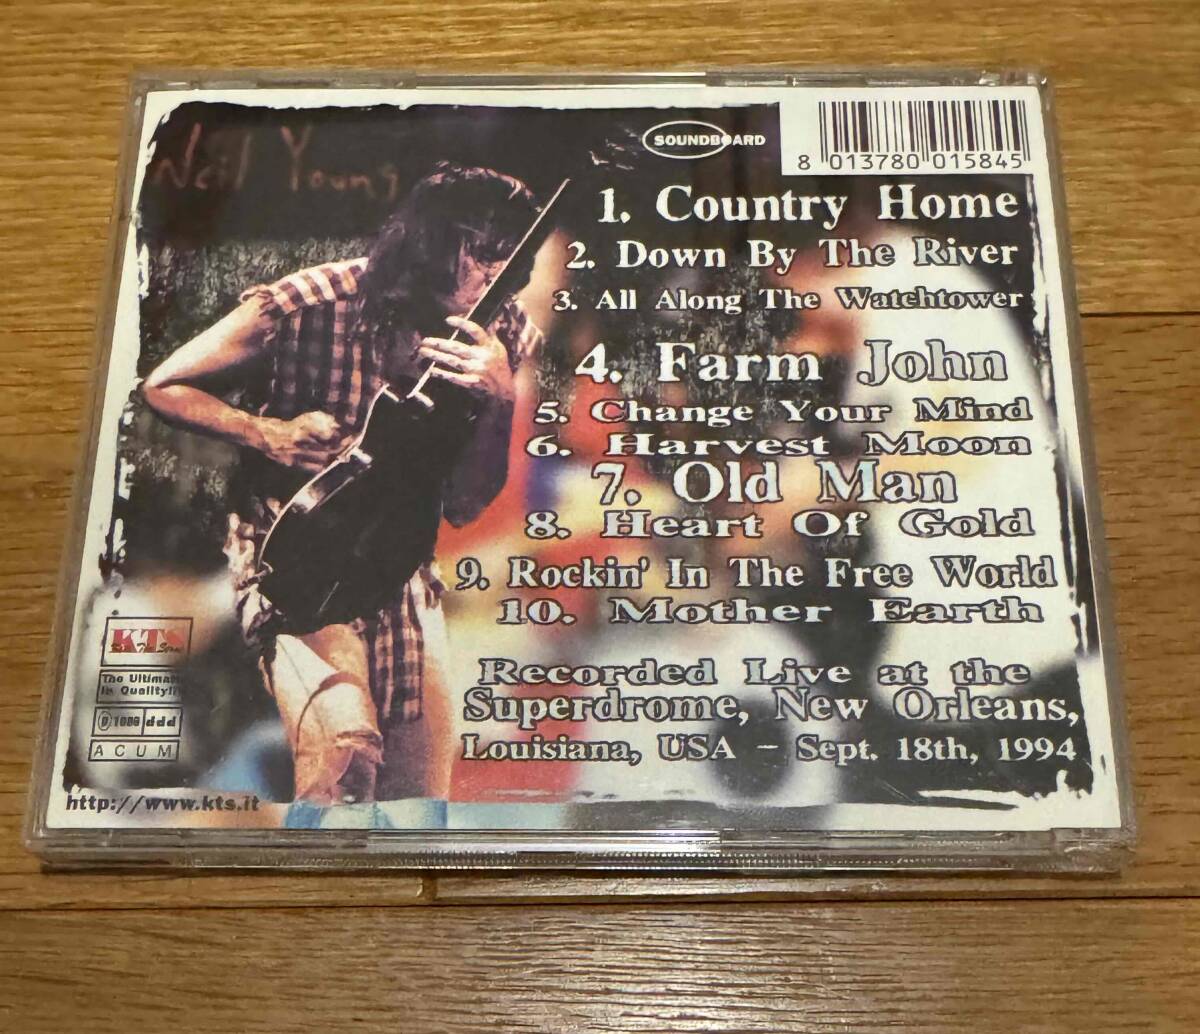 Neil Young
SOUNDBOARD
8 013780 015845
1. Country Home
2. Down By The River
3. All Along The Watchtower
4. Farm John
5. Change Your Mind
6. Harvest Moon
7. Old Man
8. Heart Of Gold
9. Rockin' In The Free World
10. Mother Earth
Recorded Live at the
Superdrome, New Orleans,
Louisiana, USA - Sept. 18th, 1994
KTS
The
The Ultimate
In Quality
ddd
ACUM
http://www.kts.it